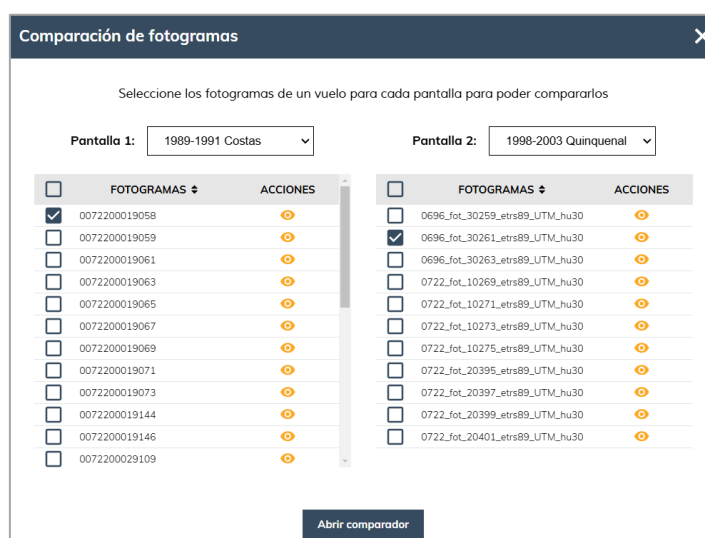 Comparación de fotogramas
Seleccione los fotogramas de un vuelo para cada pantalla para poder compararlos
Pantalla 1: 1989-1991 Costas
Pantalla 2: 1998-2003 Quinquenal
FOTOGRAMAS ACCIONES
0072200019058
0072200019059
0072200019061
0072200019063
0072200019065
0072200019067
0072200019069
0072200019071
0072200019073
0072200019144
0072200019146
0072200029109
FOTOGRAMAS ACCIONES
0696_fot_30259_etrs89_UTM_hu30
0696_fot_30261_etrs89_UTM_hu30
0696_fot_30263_etrs89_UTM_hu30
0722_fot_10269_etrs89_UTM_hu30
0722_fot_10271_etrs89_UTM_hu30
0722_fot_10273_etrs89_UTM_hu30
0722_fot_10275_etrs89_UTM_hu30
0722_fot_20395_etrs89_UTM_hu30
0722_fot_20397_etrs89_UTM_hu30
0722_fot_20399_etrs89_UTM_hu30
0722_fot_20401_etrs89_UTM_hu30
Abrir comparador